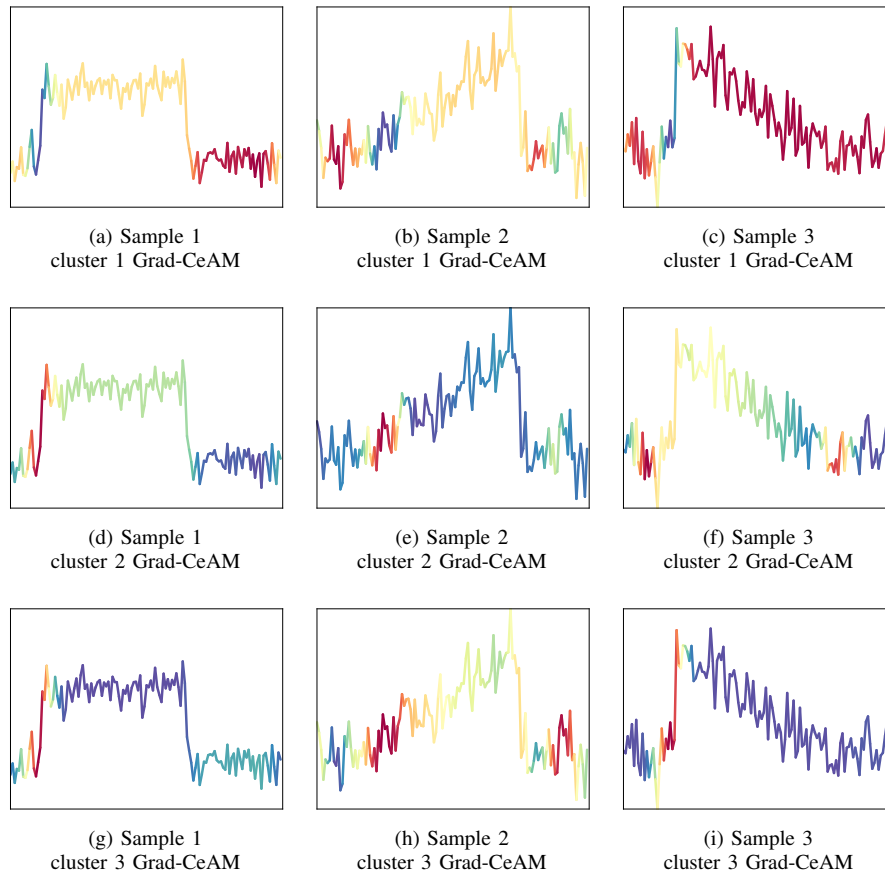 (a) Sample 1
cluster 1 Grad-CeAM
(b) Sample 2
cluster 1 Grad-CeAM
(c) Sample 3
cluster 1 Grad-CeAM
(d) Sample 1
cluster 2 Grad-CeAM
(e) Sample 2
cluster 2 Grad-CeAM
(f) Sample 3
cluster 2 Grad-CeAM
(g) Sample 1
cluster 3 Grad-CeAM
(h) Sample 2
cluster 3 Grad-CeAM
(i) Sample 3
cluster 3 Grad-CeAM